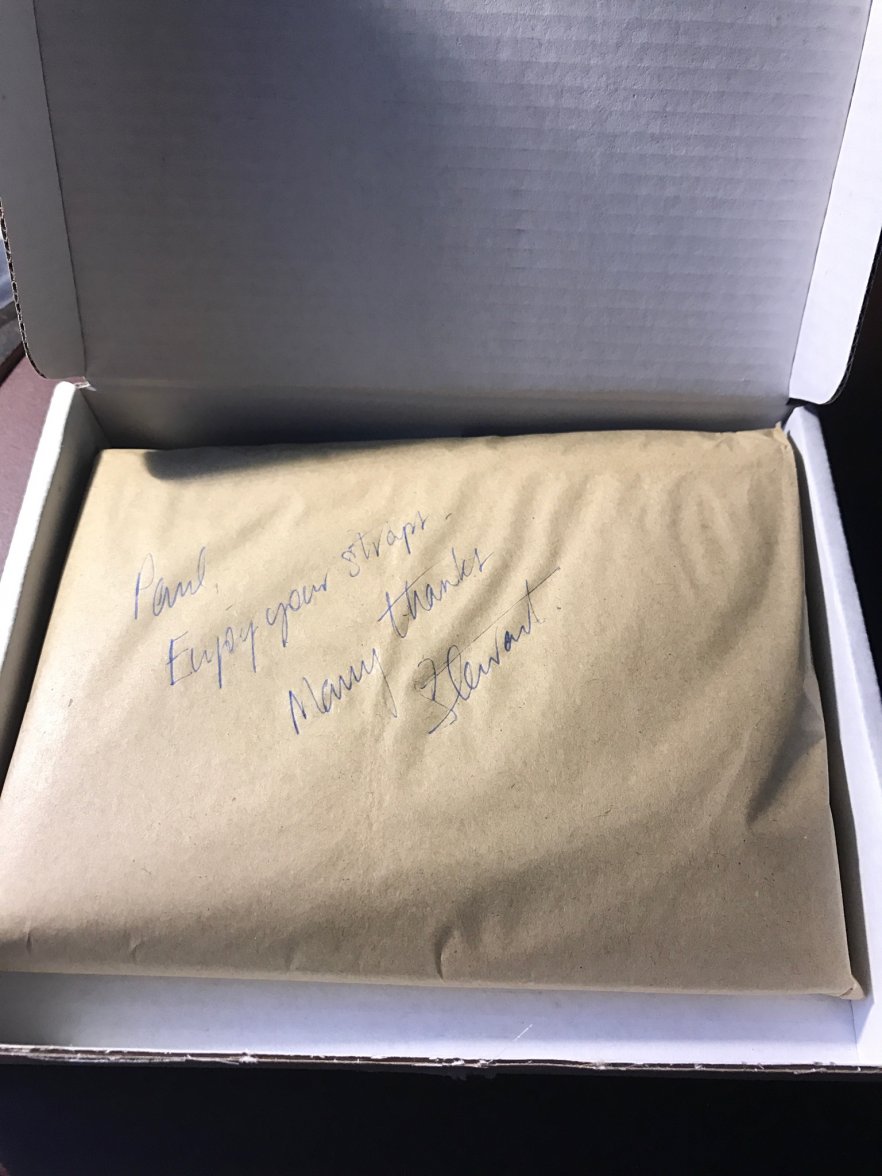 Paul,
Enjoy your straps.
Many thanks
Stewart.